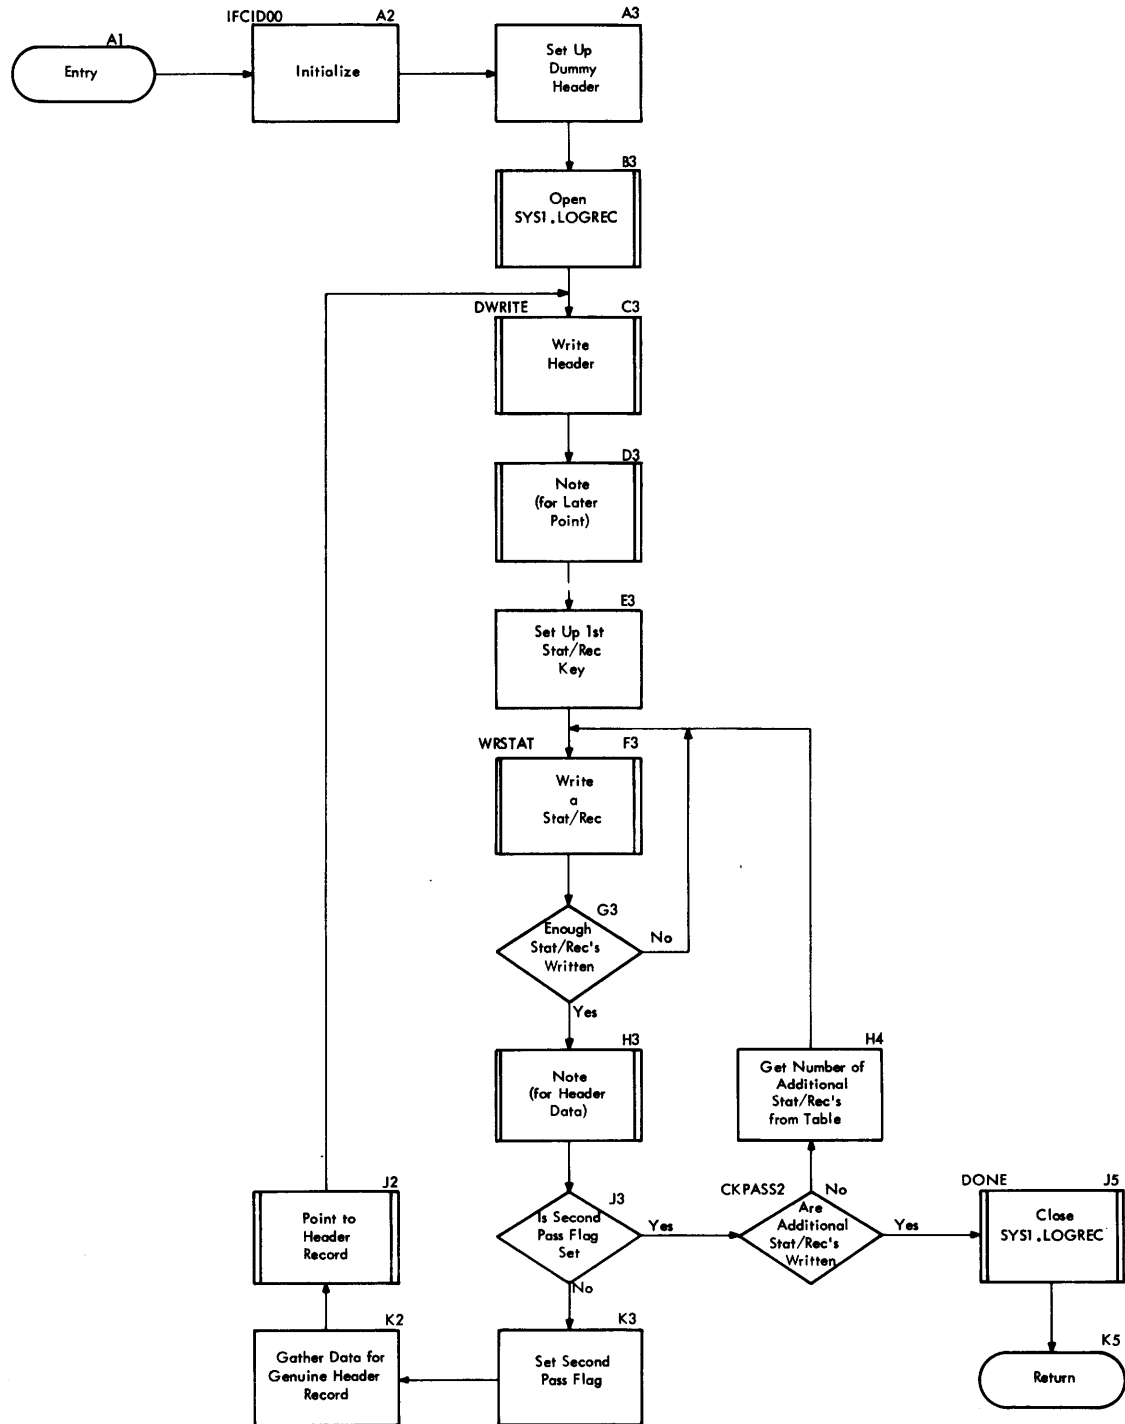 IFCID00
A1
A2
A3
Entry
Initialize
Set Up
Dummy
Header
B3
Open
SYS1.LOGREC
DWRITE
C3
Write
Header
D3
Note
(for Later
Point)
E3
Set Up 1st
Stat/Rec
Key
WRSTAT
F3
Write
a
Stat/Rec
G3
Enough
Stat/Rec's
Written
No
Yes
H3
Note
(for Header
Data)
H4
Get Number of
Additional
Stat/Rec's
from Table
J2
Point to
Header
Record
J3
Is Second
Pass Flag
Set
Yes
No
CKPASS2
No
Are
Additional
Stat/Rec's
Written
Yes
DONE
J5
Close
SYS1.LOGREC
K2
Gather Data for
Genuine Header
Record
K3
Set Second
Pass Flag
K5
Return